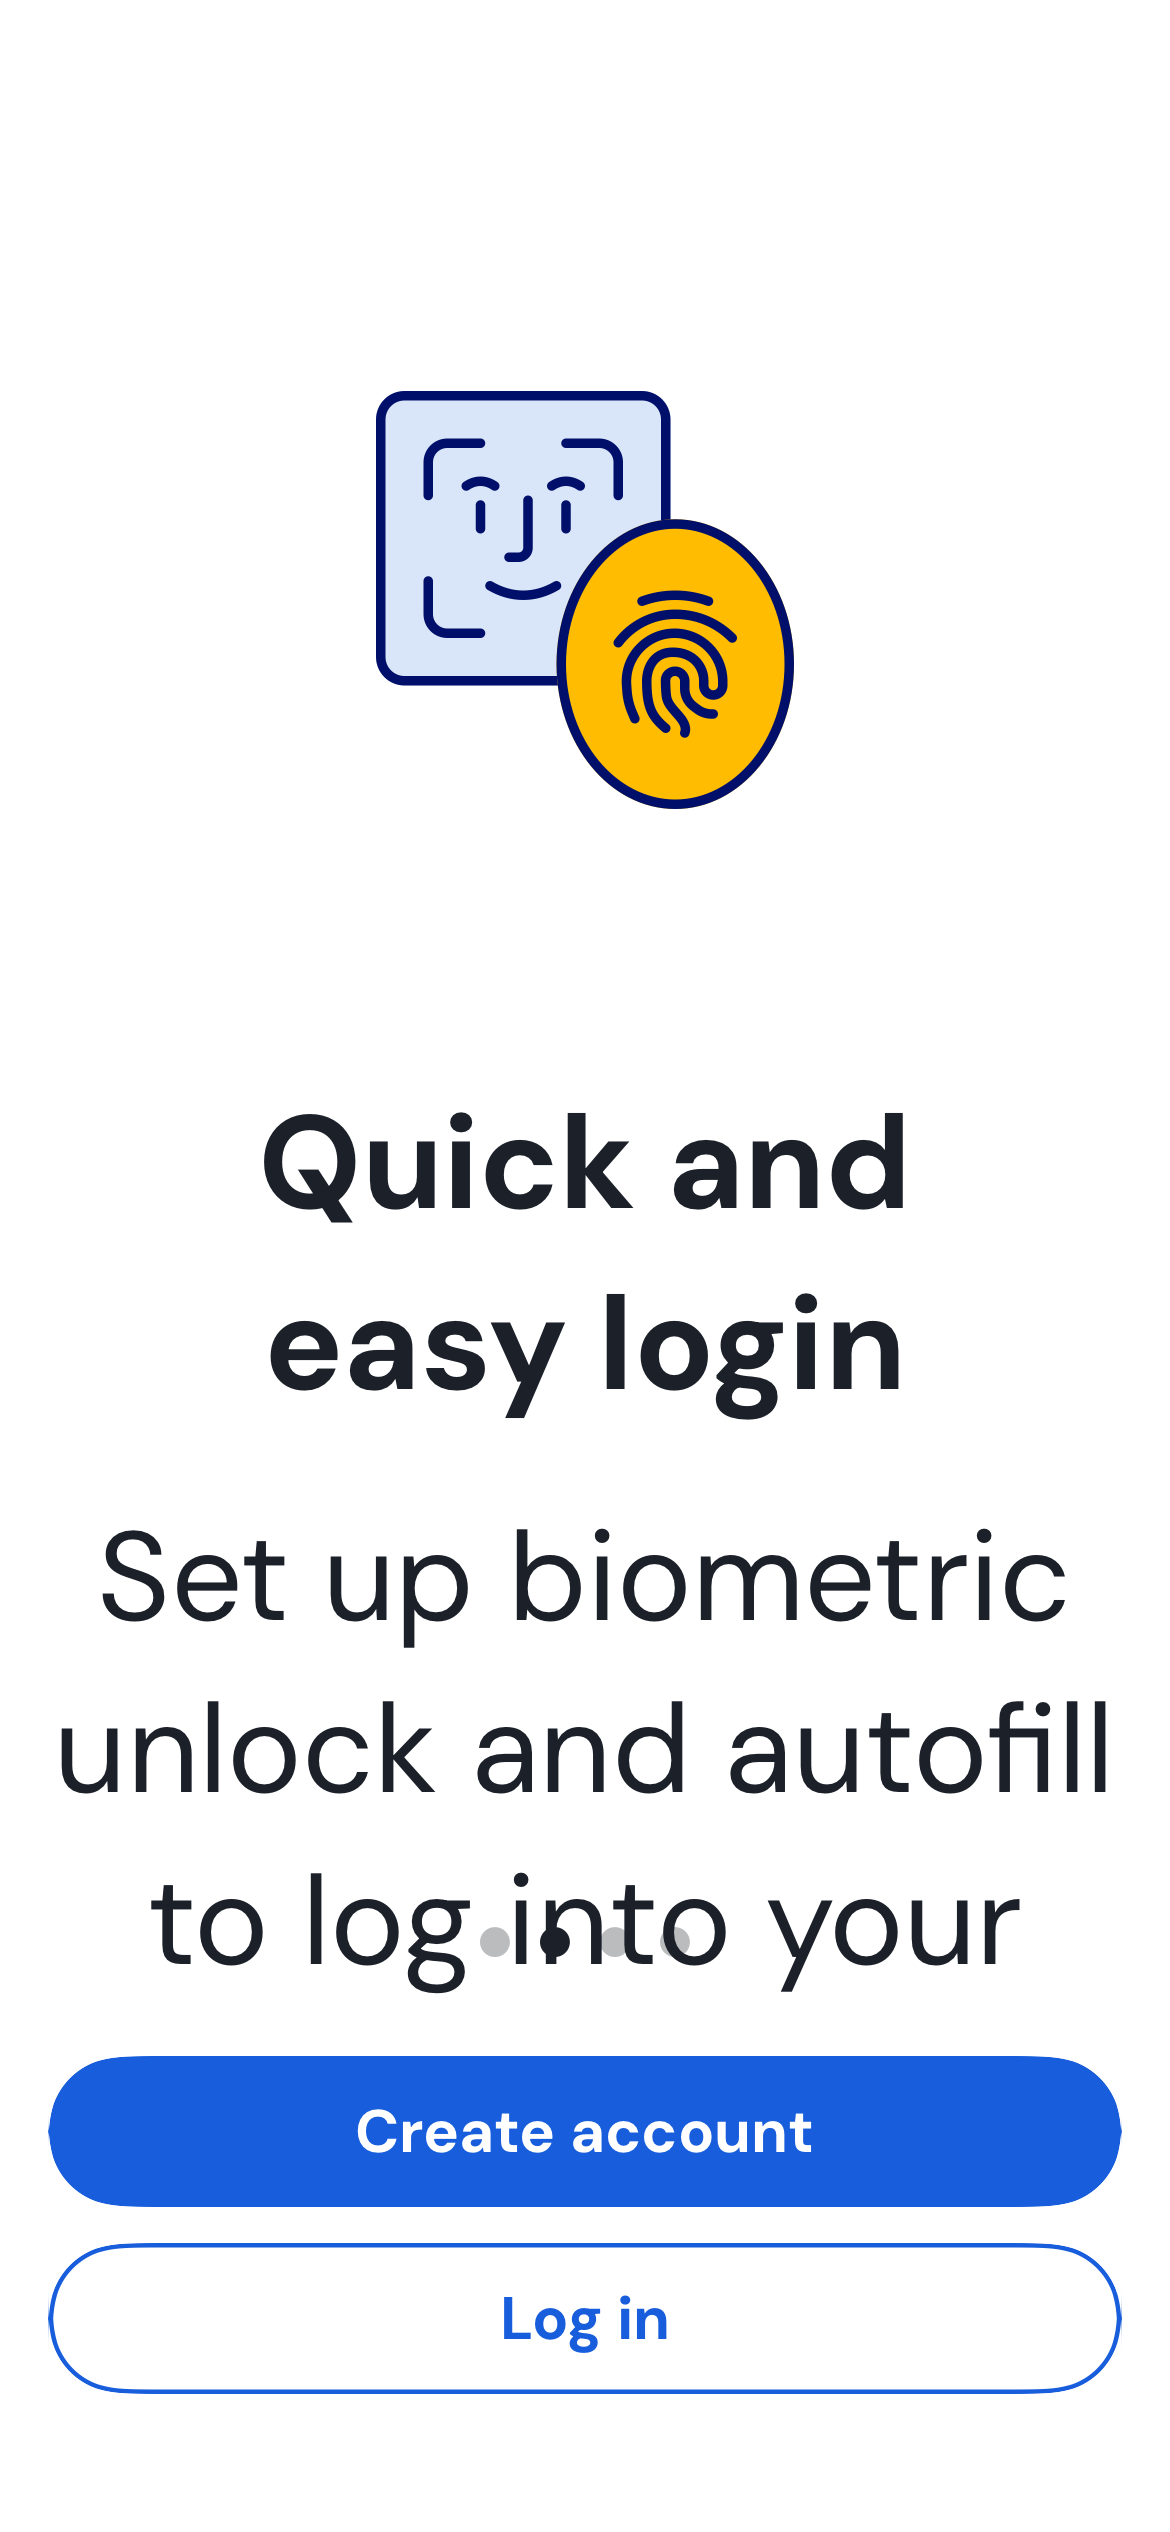 Quick and
easy login
Set up biometric
unlock and autofill
to log into your
Create account
Log in